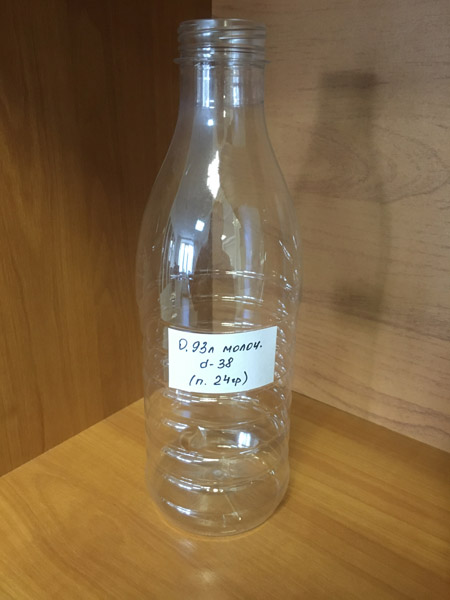 0.93л молоч.
d-38
(п. 24гр)